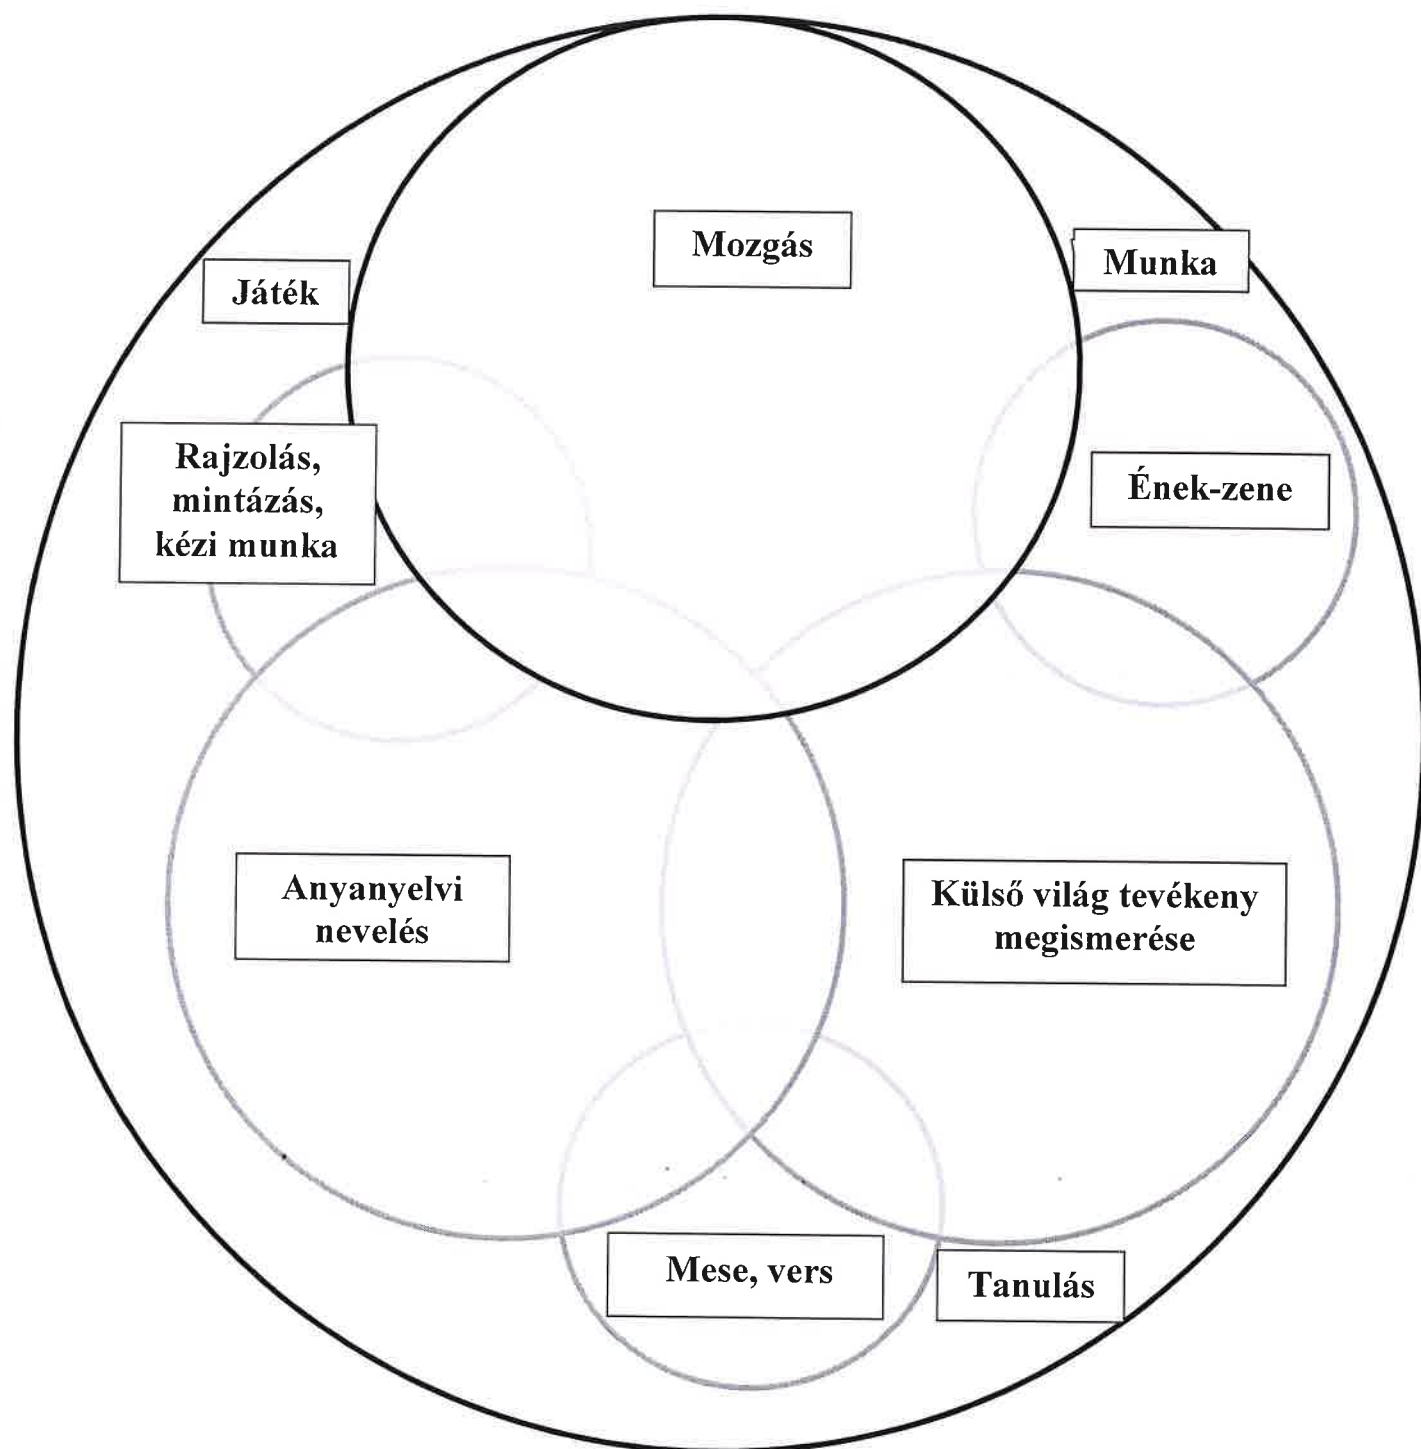 Mozgás
Munka
Játék
Rajzolás,
mintázás,
kézi munka
Ének-zene
Anyanyelvi
nevelés
Külső világ tevékeny
megismerése
Mese, vers
Tanulás